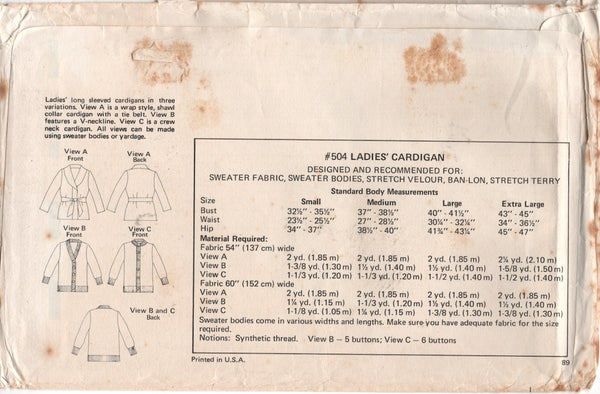 Ladies' long sleeved cardigans in three
variations. View A is a wrap style, shawl
collar cardigan with a tie belt. View B
features a V-neckline. View C is a crew
neck cardigan. All views can be made
using sweater bodies or yardage.
View A
Front
View A
Back
View B
Front
View C
Front
View B and C
Back
#504 LADIES' CARDIGAN
DESIGNED AND RECOMMENDED FOR:
SWEATER FABRIC, SWEATER BODIES, STRETCH VELOUR, BAN-LON, STRETCH TERRY
Standard Body Measurements
Size Small Medium Large Extra Large
Bust 32½" - 35½" 37" - 38½" 40" - 41½" 43" - 45"
Waist 23½" - 25½" 27" - 28½" 30¼" - 32¼" 34" - 36½"
Hip 34" - 37" 38½" - 40" 41¾" - 43¼" 45" - 47"
Material Required:
Fabric 54" (137 cm) wide
View A 2 yd. (1.85 m) 2 yd. (1.85 m) 2 yd. (1.85 m) 2¼ yd. (2.10 m)
View B 1-3/8 yd. (1.30 m) 1½ yd. (1.40 m) 1½ yd. (1.40 m) 1-5/8 yd. (1.50 m)
View C 1-1/3 yd. (1.20 m) 1-1/3 yd. (1.20 m) 1-1/2 yd. (1.40 m) 1-1/2 yd. (1.40 m)
Fabric 60" (152 cm) wide
View A 2 yd. (1.85 m) 2 yd. (1.85 m) 2 yd. (1.85 m) 2 yd. (1.85 m)
View B 1¼ yd. (1.15 m) 1-1/3 yd. (1.20 m) 1½ yd. (1.40 m) 1½ yd. (1.40 m)
View C 1-1/8 yd. (1.05 m) 1¼ yd. (1.15 m) 1-3/8 yd. (1.30 m) 1-3/8 yd. (1.30 m)
Sweater bodies come in various widths and lengths. Make sure you have adequate fabric for the size
required.
Notions: Synthetic thread. View B — 5 buttons; View C – 6 buttons
Printed in U.S.A.
89